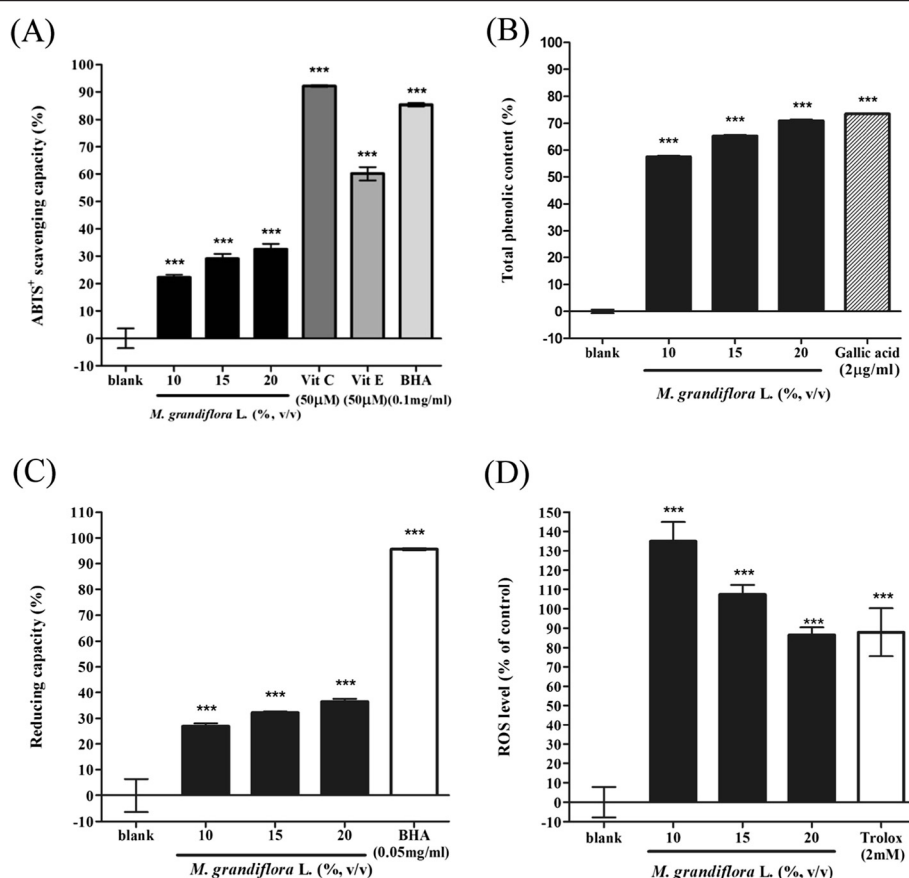 (A)
ABTS⁺ scavenging capacity (%)
100
90
80
70
60
50
40
30
20
10
0
-10
*** *** *** *** *** ***
blank 10 15 20 Vit C Vit E BHA
(50μM) (50μM) (0.1mg/ml)
M. grandiflora L. (%, v/v)
(B)
Total phenolic content (%)
100
90
80
70
60
50
40
30
20
10
0
-10
*** *** *** ***
blank 10 15 20 Gallic acid
(2μg/ml)
M. grandiflora L. (%, v/v)
(C)
Reducing capacity (%)
110
100
90
80
70
60
50
40
30
20
10
0
-10
*** *** *** ***
blank 10 15 20 BHA
(0.05mg/ml)
M. grandiflora L. (%, v/v)
(D)
ROS level (% of control)
150
140
130
120
110
100
90
80
70
60
50
40
30
20
10
0
-10
*** *** *** ***
blank 10 15 20 Trolox
(2mM)
M. grandiflora L. (%, v/v)